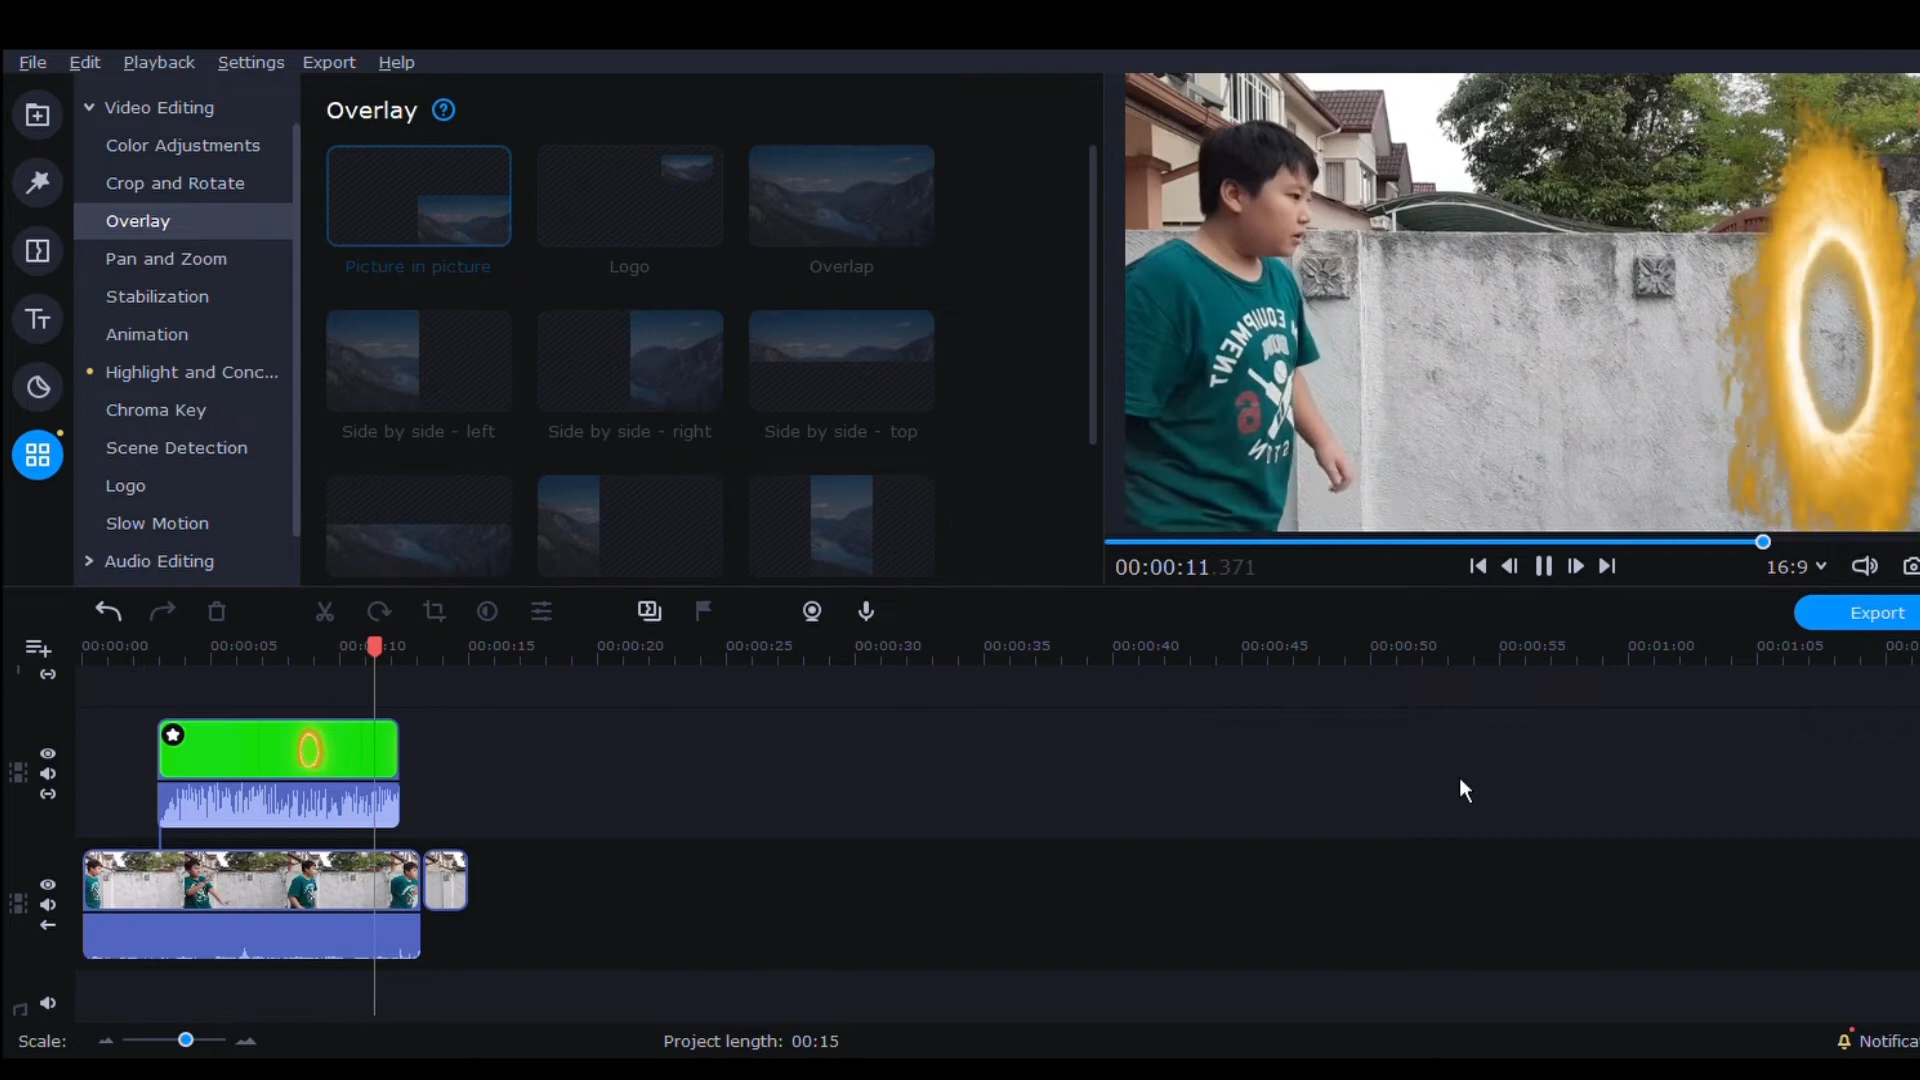 File Edit Playback Settings Export Help
Video Editing
Color Adjustments
Crop and Rotate
Overlay
Pan and Zoom
Stabilization
Animation
Highlight and Conc...
Chroma Key
Scene Detection
Logo
Slow Motion
Audio Editing
Overlay ?
Picture in picture
Logo
Overlap
Side by side - left
Side by side - right
Side by side - top
EQUIPMENT
6
00:00:11.371
16:9
Export
00:00:00 00:00:05 00:00:10 00:00:15 00:00:20 00:00:25 00:00:30 00:00:35 00:00:40 00:00:45 00:00:50 00:00:55 00:01:00 00:01:05
Scale:
Project length: 00:15
Notifica